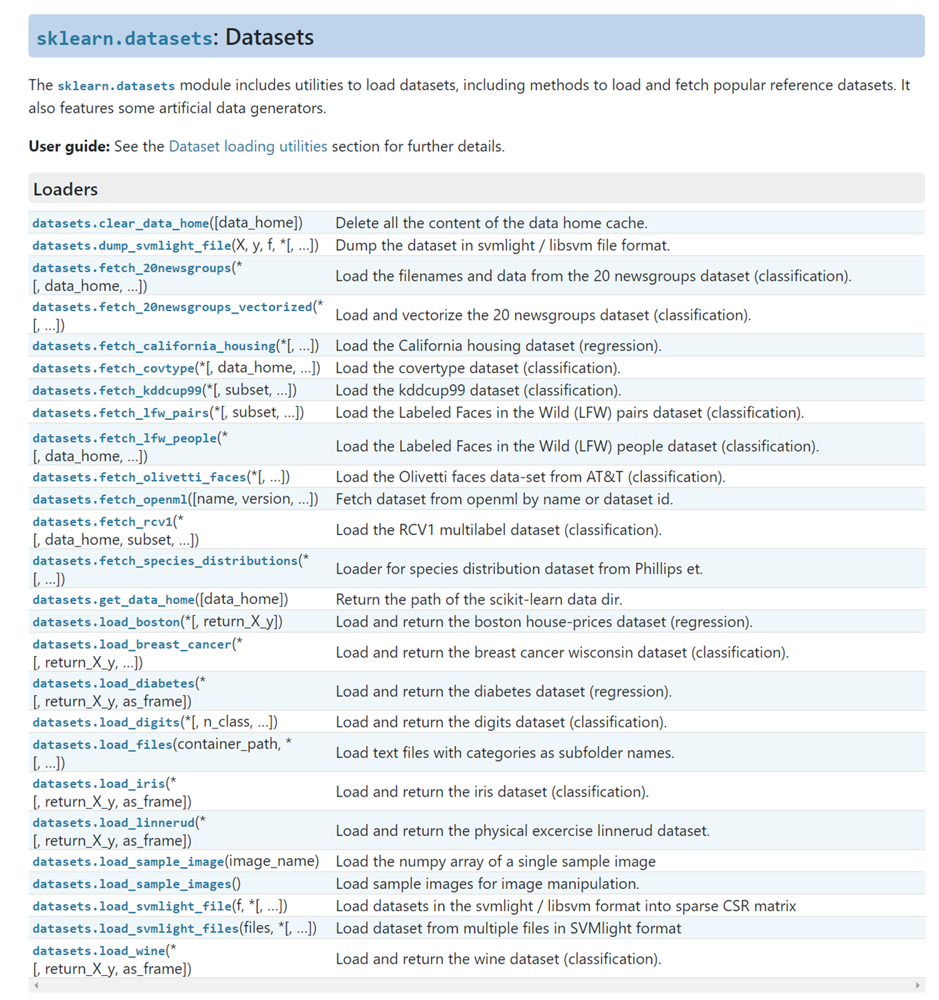 sklearn.datasets: Datasets
The sklearn.datasets module includes utilities to load datasets, including methods to load and fetch popular reference datasets. It
also features some artificial data generators.
User guide: See the Dataset loading utilities section for further details.
Loaders
datasets.clear_data_home([data_home]) Delete all the content of the data home cache.
datasets.dump_svmlight_file(X, y, f, *[, ...]) Dump the dataset in svmlight / libsvm file format.
datasets.fetch_20newsgroups(*
[, data_home, ...])
Load the filenames and data from the 20 newsgroups dataset (classification).
datasets.fetch_20newsgroups_vectorized(*
[, ...])
Load and vectorize the 20 newsgroups dataset (classification).
datasets.fetch_california_housing(*[, ...]) Load the California housing dataset (regression).
datasets.fetch_covtype(*[, data_home, ...]) Load the covertype dataset (classification).
datasets.fetch_kddcup99(*[, subset, ...]) Load the kddcup99 dataset (classification).
datasets.fetch_lfw_pairs(*[, subset, ...]) Load the Labeled Faces in the Wild (LFW) pairs dataset (classification).
datasets.fetch_lfw_people(*
[, data_home, ...])
Load the Labeled Faces in the Wild (LFW) people dataset (classification).
datasets.fetch_olivetti_faces(*[, ...]) Load the Olivetti faces data-set from AT&T (classification).
datasets.fetch_openml([name, version, ...]) Fetch dataset from openml by name or dataset id.
datasets.fetch_rcv1(*
[, data_home, subset, ...])
Load the RCV1 multilabel dataset (classification).
datasets.fetch_species_distributions(*
[, ...])
Loader for species distribution dataset from Phillips et.
datasets.get_data_home([data_home]) Return the path of the scikit-learn data dir.
datasets.load_boston(*[, return_X_y]) Load and return the boston house-prices dataset (regression).
datasets.load_breast_cancer(*
[, return_X_y, ...])
Load and return the breast cancer wisconsin dataset (classification).
datasets.load_diabetes(*
[, return_X_y, as_frame])
Load and return the diabetes dataset (regression).
datasets.load_digits(*[, n_class, ...]) Load and return the digits dataset (classification).
datasets.load_files(container_path, *
[, ...])
Load text files with categories as subfolder names.
datasets.load_iris(*
[, return_X_y, as_frame])
Load and return the iris dataset (classification).
datasets.load_linnerud(*
[, return_X_y, as_frame])
Load and return the physical excercise linnerud dataset.
datasets.load_sample_image(image_name) Load the numpy array of a single sample image
datasets.load_sample_images() Load sample images for image manipulation.
datasets.load_svmlight_file(f, *[, ...]) Load datasets in the svmlight / libsvm format into sparse CSR matrix
datasets.load_svmlight_files(files, *[, ...]) Load dataset from multiple files in SVMlight format
datasets.load_wine(*
[, return_X_y, as_frame])
Load and return the wine dataset (classification).